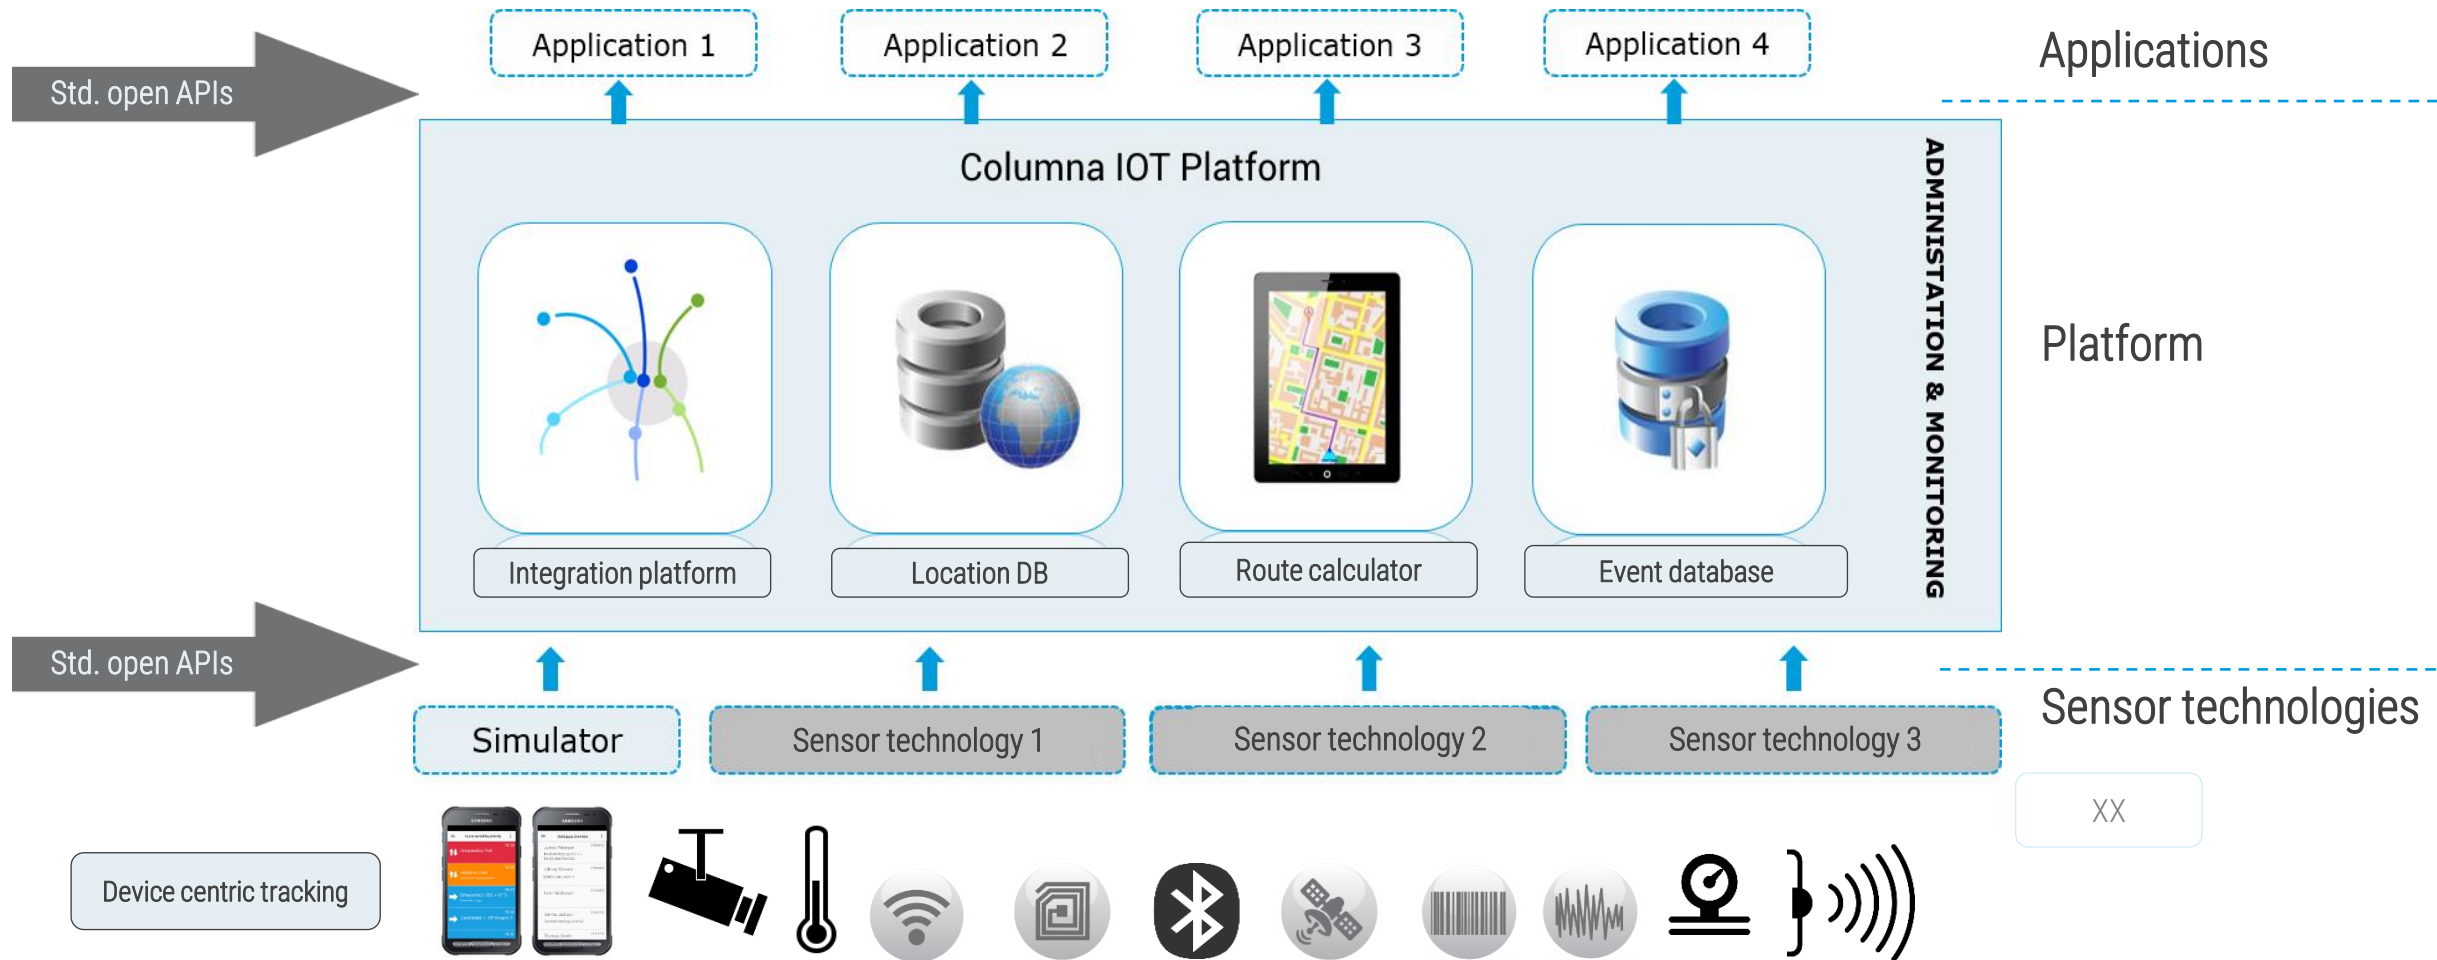 Application 1
Application 2
Application 3
Application 4
Applications
Std. open APIs
Columna IOT Platform
ADMINISTATION & MONITORING
Platform
Integration platform
Location DB
Route calculator
Event database
Std. open APIs
Sensor technologies
Simulator
Sensor technology 1
Sensor technology 2
Sensor technology 3
XX
Device centric tracking
SAMSUNG
SAMSUNG